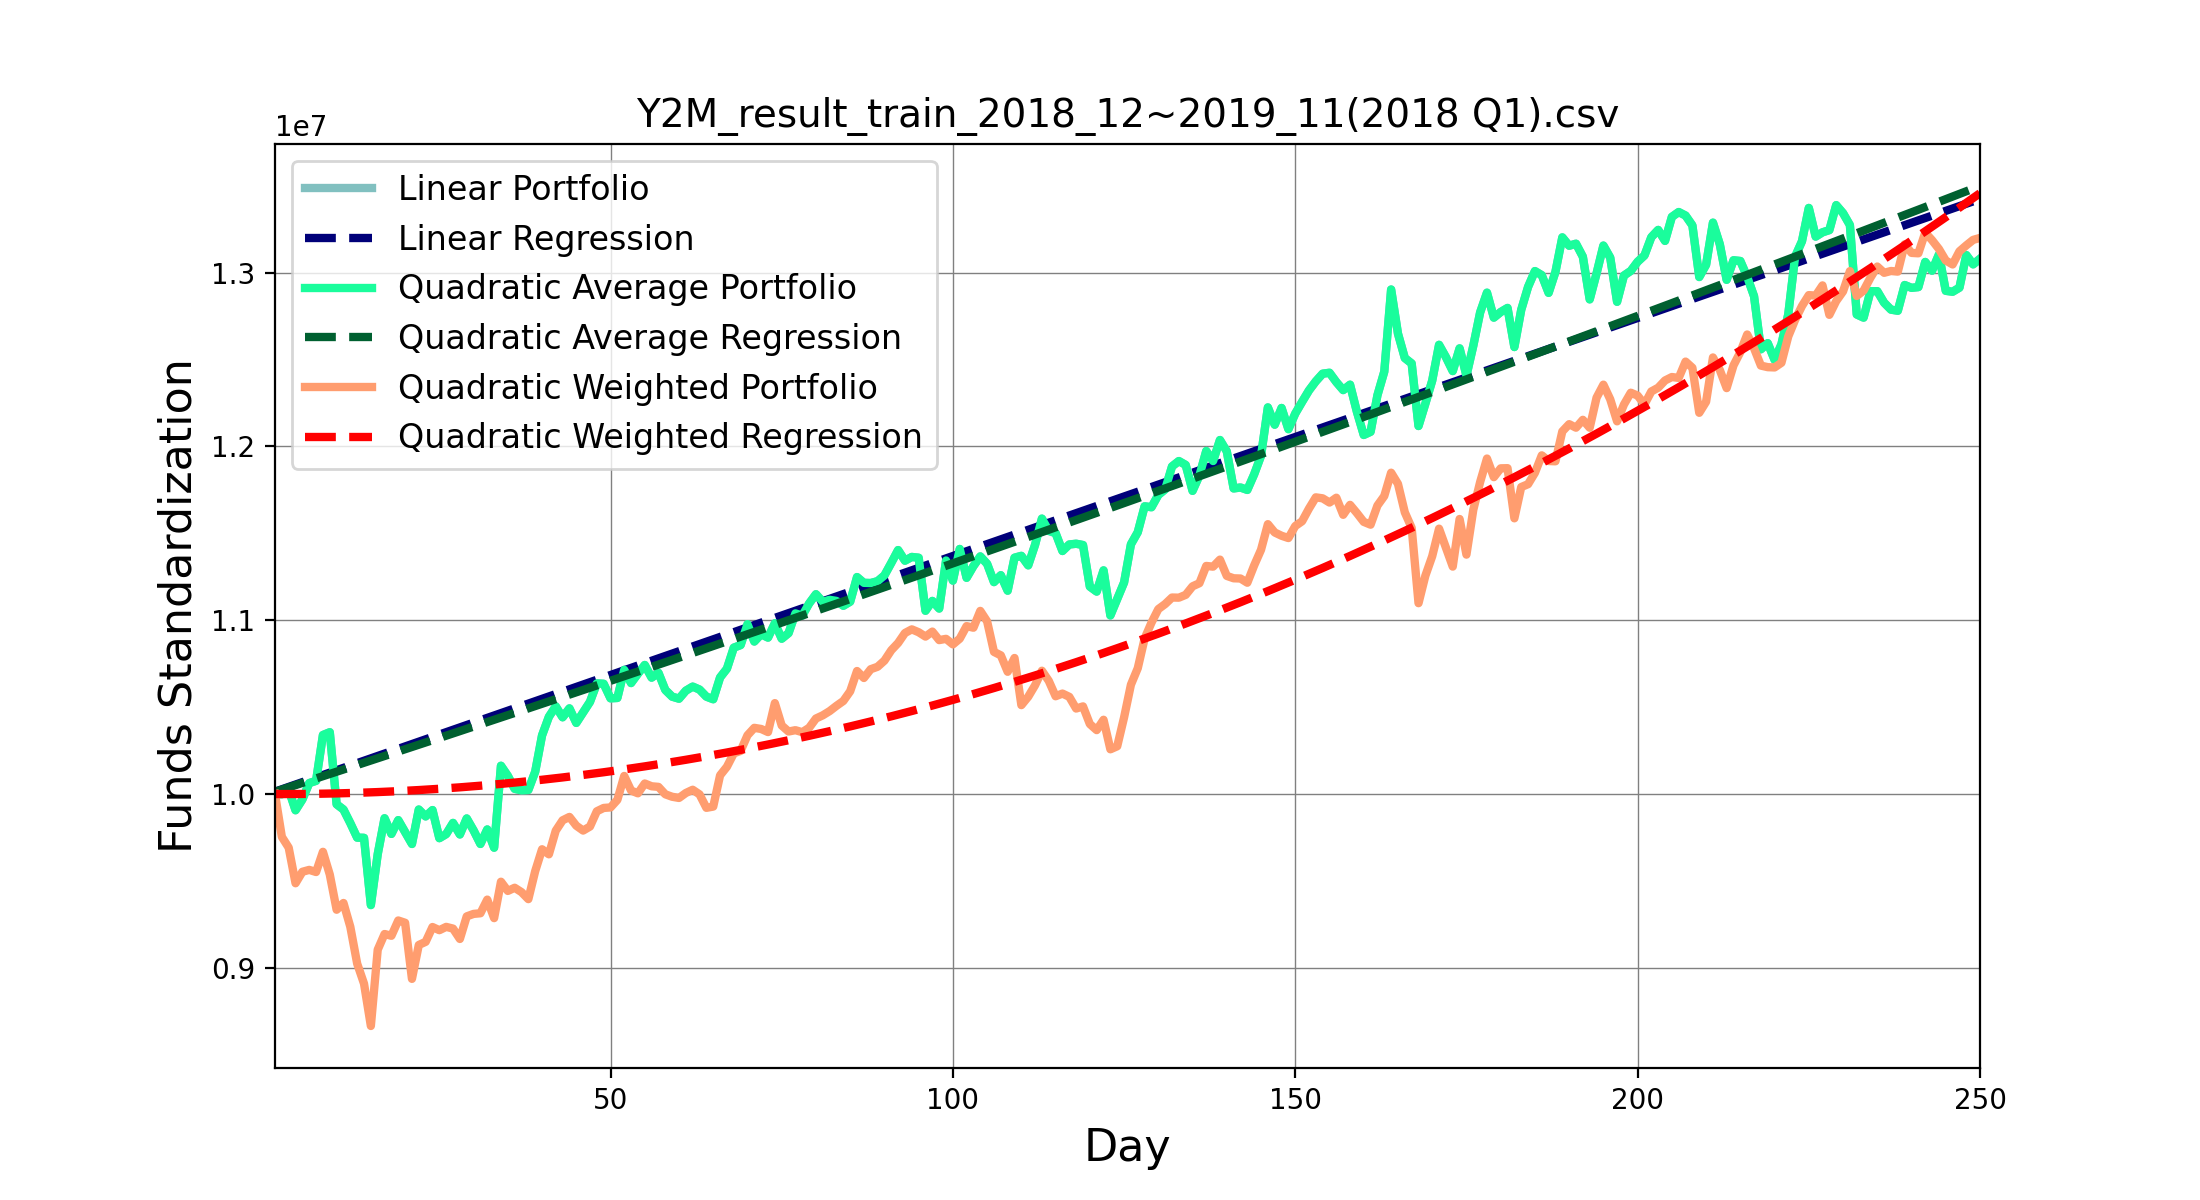 Y2M_result_train_2018_12~2019_11(2018 Q1).csv
1e7
Linear Portfolio
Linear Regression
Quadratic Average Portfolio
Quadratic Average Regression
Quadratic Weighted Portfolio
Quadratic Weighted Regression
Funds Standardization
1.3
1.2
1.1
1.0
0.9
50
100
150
200
250
Day